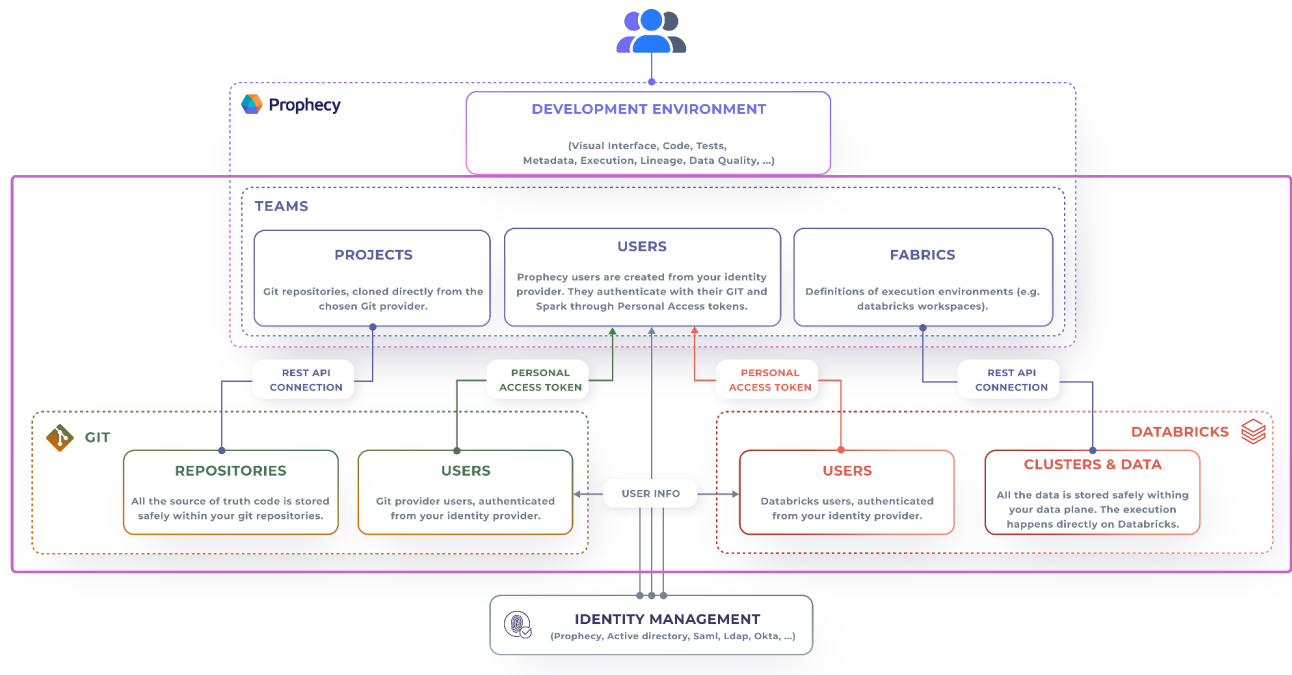 Prophecy
DEVELOPMENT ENVIRONMENT
(Visual Interface, Code, Tests,
Metadata, Execution, Lineage, Data Quality, ...)
TEAMS
PROJECTS
Git repositories, cloned directly from the
chosen Git provider.
USERS
Prophecy users are created from your identity
provider. They authenticate with their GIT and
Spark through Personal Access tokens.
FABRICS
Definitions of execution environments (e.g.
databricks workspaces).
REST API
CONNECTION
PERSONAL
ACCESS TOKEN
PERSONAL
ACCESS TOKEN
REST API
CONNECTION
GIT
REPOSITORIES
All the source of truth code is stored
safely within your git repositories.
USERS
Git provider users, authenticated
from your identity provider.
USER INFO
DATABRICKS
USERS
Databricks users, authenticated
from your identity provider.
CLUSTERS & DATA
All the data is stored safely withing
your data plane. The execution
happens directly on Databricks.
IDENTITY MANAGEMENT
(Prophecy, Active directory, Saml, Ldap, Okta, ...)